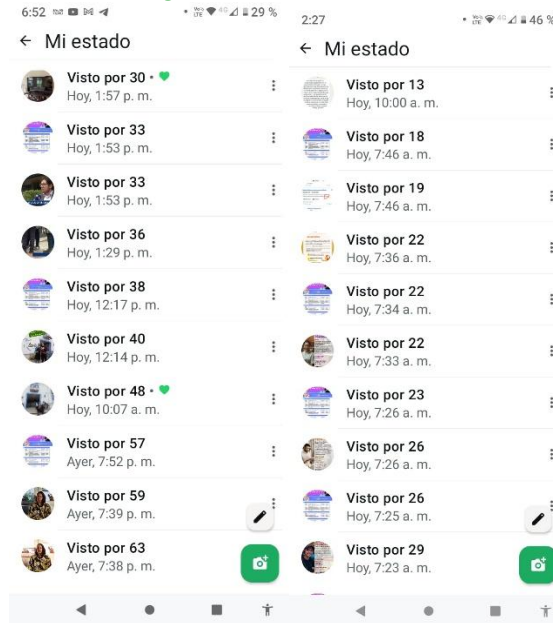 6:52
29 %
Mi estado
Visto por 30 •
Hoy, 1:57 p. m.
Visto por 33
Hoy, 1:53 p. m.
Visto por 33
Hoy, 1:53 p. m.
Visto por 36
Hoy, 1:29 p. m.
Visto por 38
Hoy, 12:17 p. m.
Visto por 40
Hoy, 12:14 p. m.
Visto por 48 •
Hoy, 10:07 a. m.
Visto por 57
Ayer, 7:52 p. m.
Visto por 59
Ayer, 7:39 p. m.
Visto por 63
Ayer, 7:38 p. m.
2:27
46 %
Mi estado
Visto por 13
Hoy, 10:00 a. m.
Visto por 18
Hoy, 7:46 a. m.
Visto por 19
Hoy, 7:46 a. m.
Visto por 22
Hoy, 7:36 a. m.
Visto por 22
Hoy, 7:34 a. m.
Visto por 22
Hoy, 7:33 a. m.
Visto por 23
Hoy, 7:26 a. m.
Visto por 26
Hoy, 7:26 a. m.
Visto por 26
Hoy, 7:25 a. m.
Visto por 29
Hoy, 7:23 a. m.